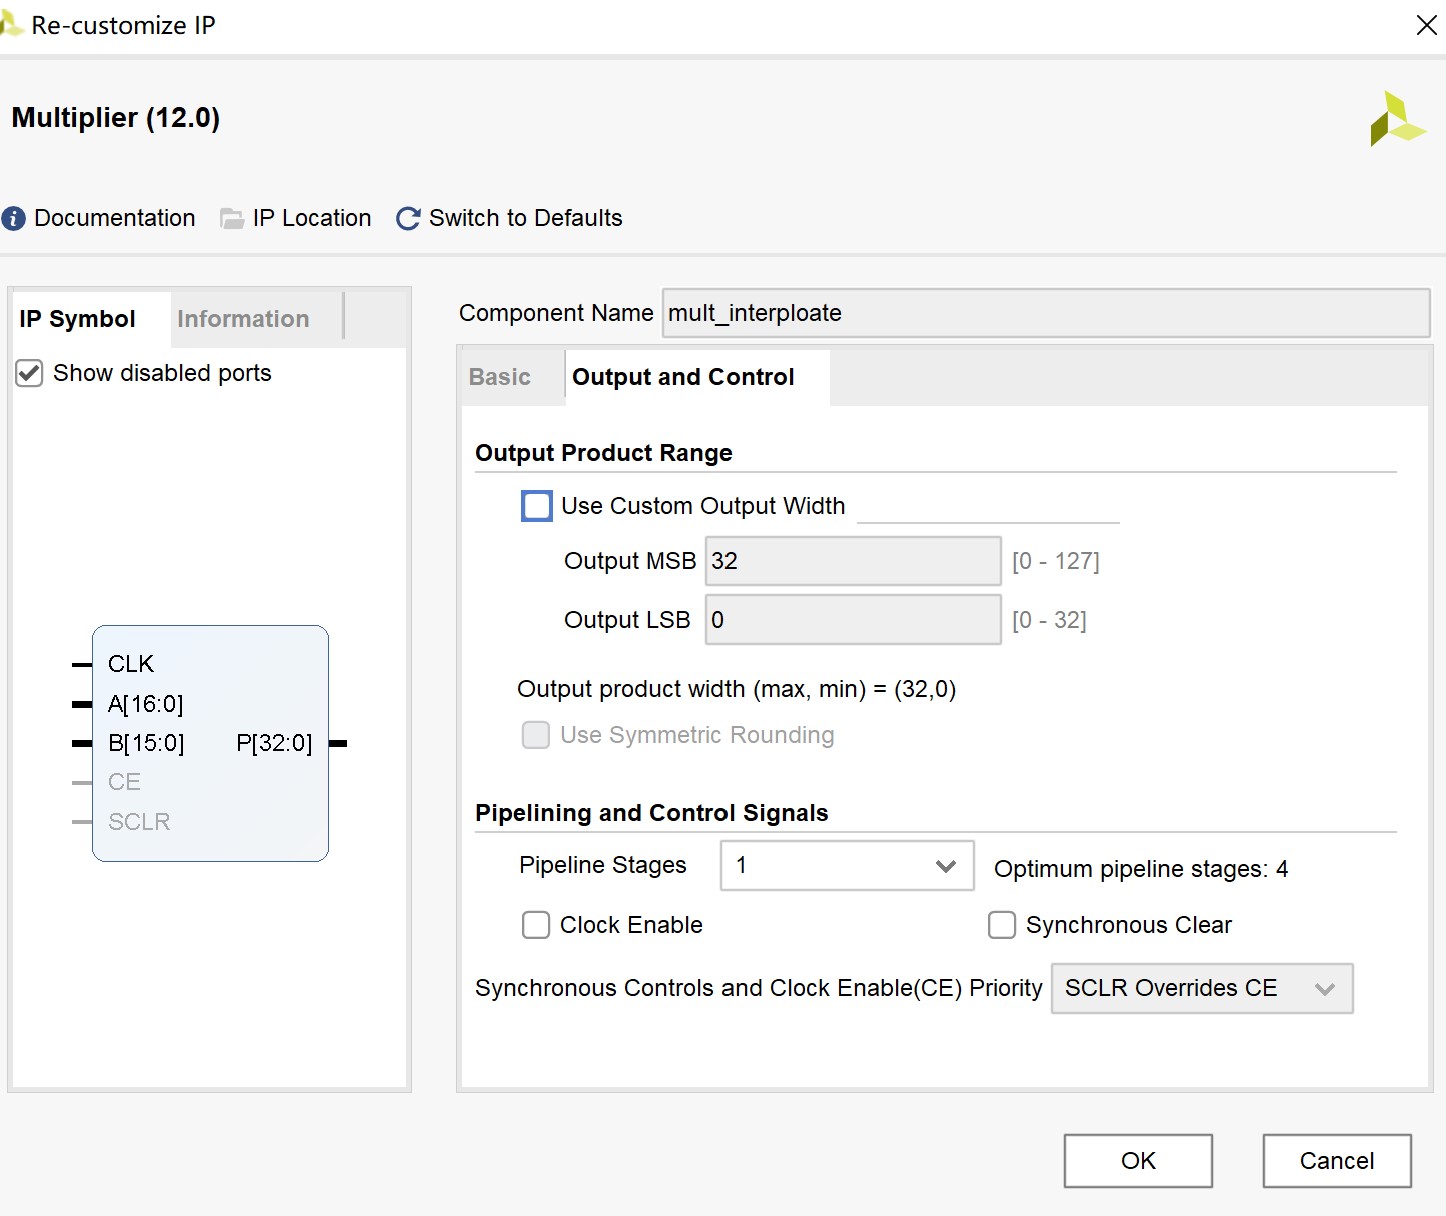 Re-customize IP
Multiplier (12.0)
Documentation IP Location Switch to Defaults
IP Symbol Information
Show disabled ports
CLK
A[16:0]
B[15:0] P[32:0]
CE
SCLR
Component Name mult_interploate
Basic Output and Control
Output Product Range
Use Custom Output Width
Output MSB 32 [0 - 127]
Output LSB 0 [0 - 32]
Output product width (max, min) = (32,0)
Use Symmetric Rounding
Pipelining and Control Signals
Pipeline Stages 1 Optimum pipeline stages: 4
Clock Enable Synchronous Clear
Synchronous Controls and Clock Enable(CE) Priority SCLR Overrides CE
OK Cancel